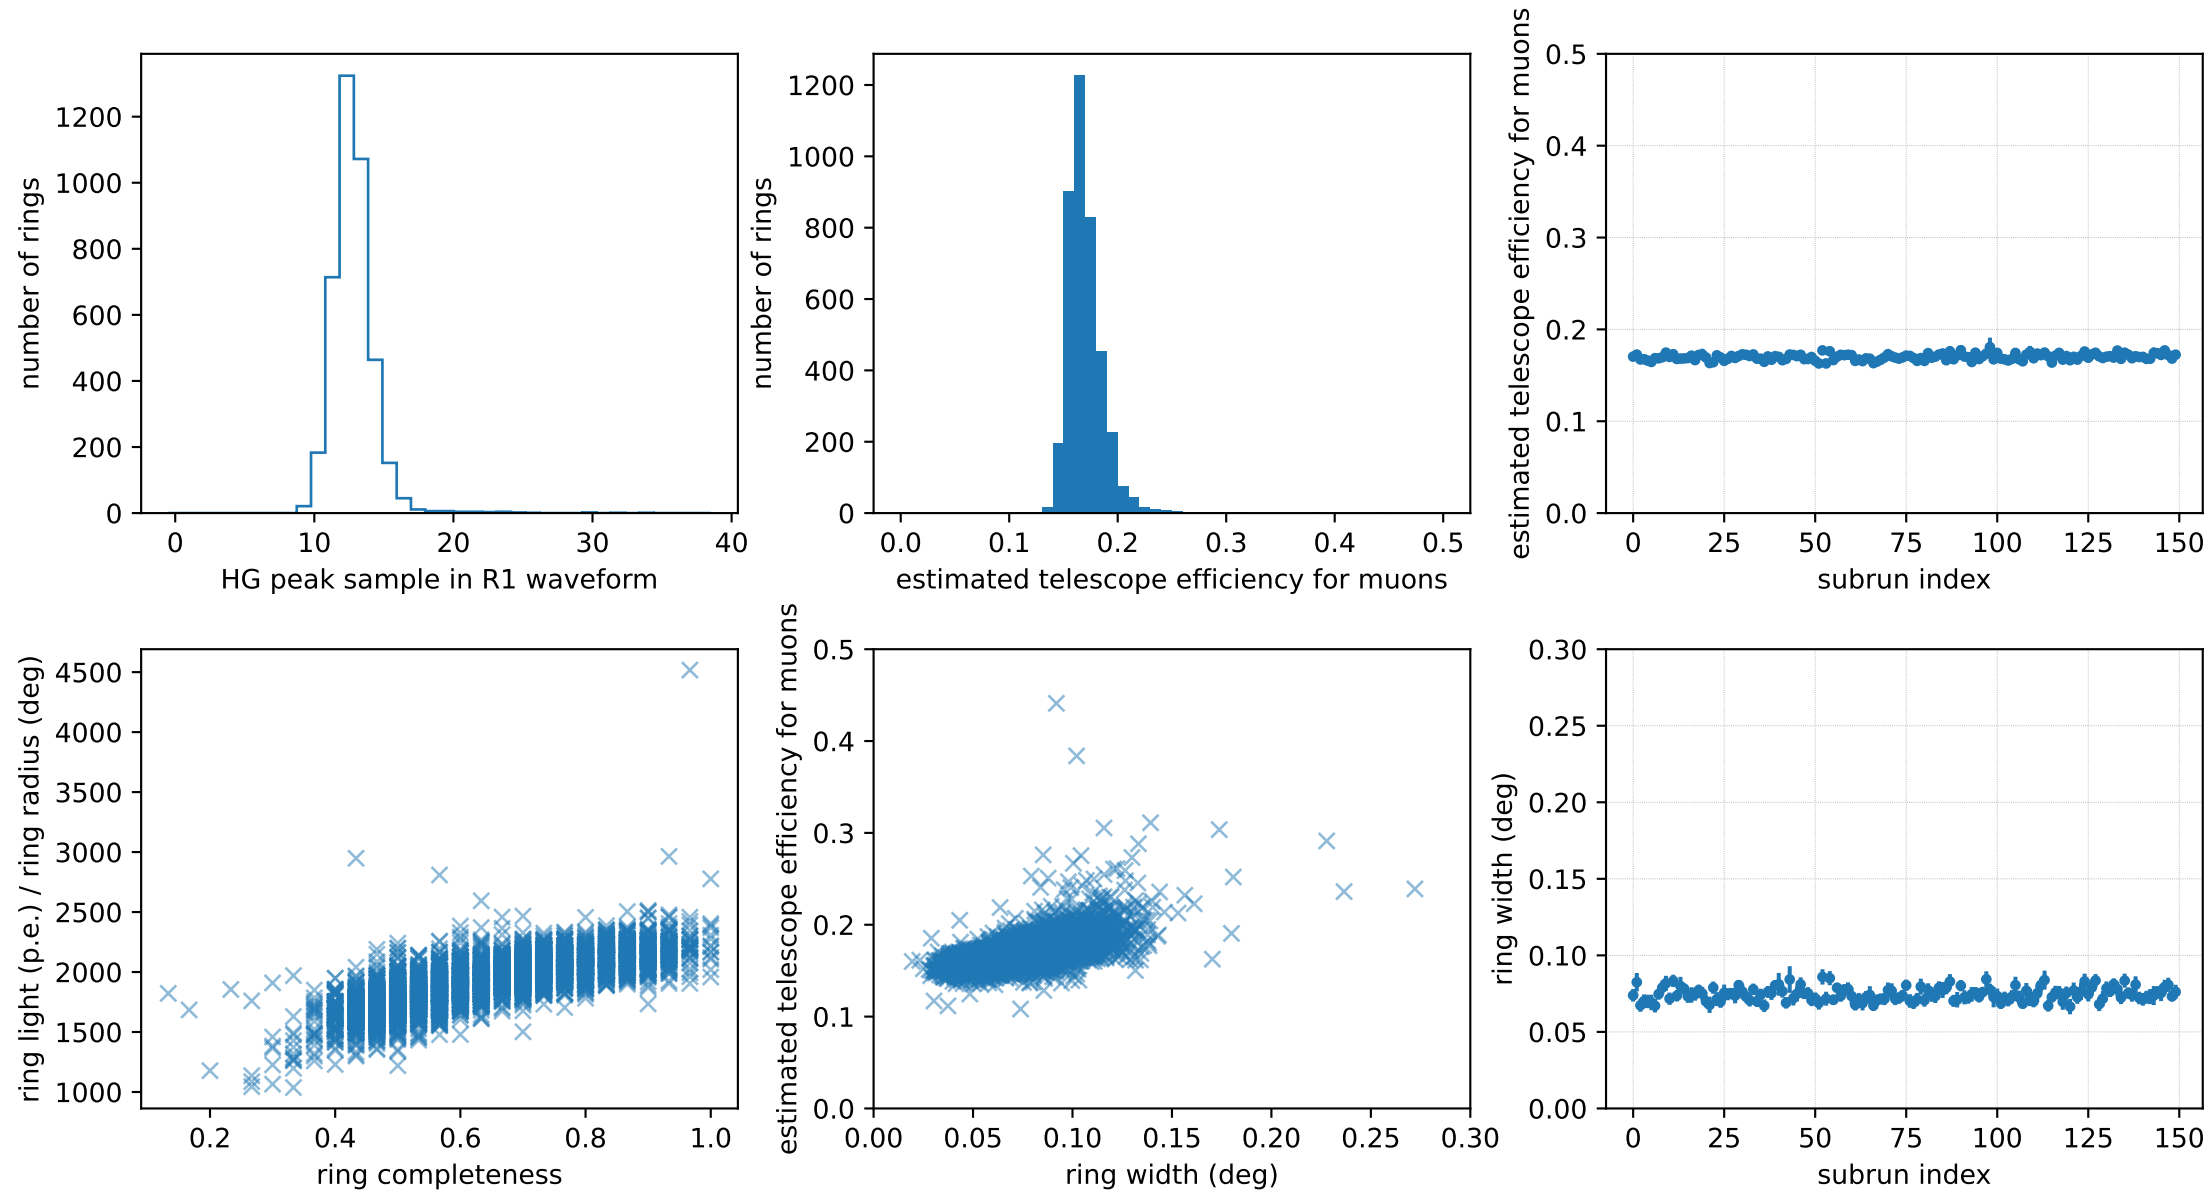 number of rings
1200
1000
800
600
400
200
0
0 10 20 30 40
HG peak sample in R1 waveform
number of rings
1200
1000
800
600
400
200
0
0.0 0.1 0.2 0.3 0.4 0.5
estimated telescope efficiency for muons
estimated telescope efficiency for muons
0.5
0.4
0.3
0.2
0.1
0.0
0 25 50 75 100 125 150
subrun index
ring light (p.e.) / ring radius (deg)
4500
4000
3500
3000
2500
2000
1500
1000
0.2 0.4 0.6 0.8 1.0
ring completeness
estimated telescope efficiency for muons
0.5
0.4
0.3
0.2
0.1
0.0
0.00 0.05 0.10 0.15 0.20 0.25 0.30
ring width (deg)
ring width (deg)
0.30
0.25
0.20
0.15
0.10
0.05
0.00
0 25 50 75 100 125 150
subrun index